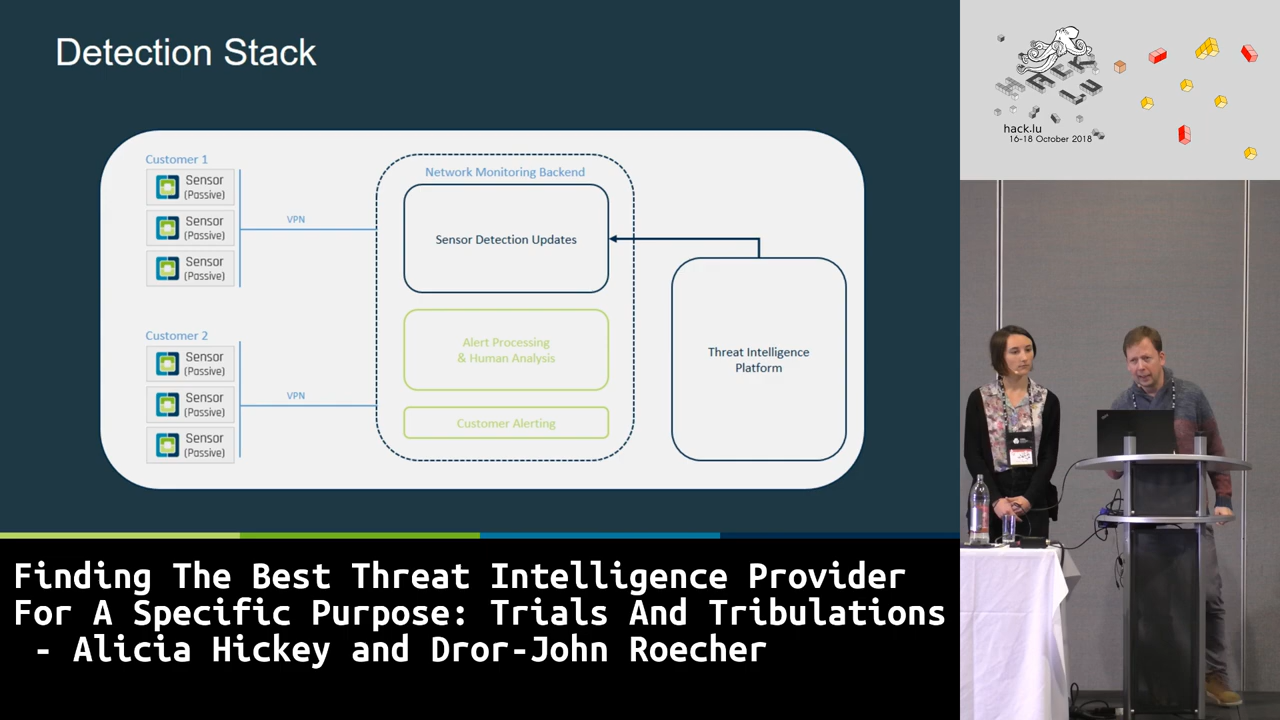 Detection Stack
Customer 1
Sensor
(Passive)
Sensor
(Passive)
Sensor
(Passive)
VPN
Customer 2
Sensor
(Passive)
Sensor
(Passive)
Sensor
(Passive)
VPN
Network Monitoring Backend
Sensor Detection Updates
Alert Processing
& Human Analysis
Customer Alerting
Threat Intelligence
Platform
HACK
LU
hack.lu
16-18 October 2018
Finding The Best Threat Intelligence Provider
For A Specific Purpose: Trials And Tribulations
- Alicia Hickey and Dror-John Roecher